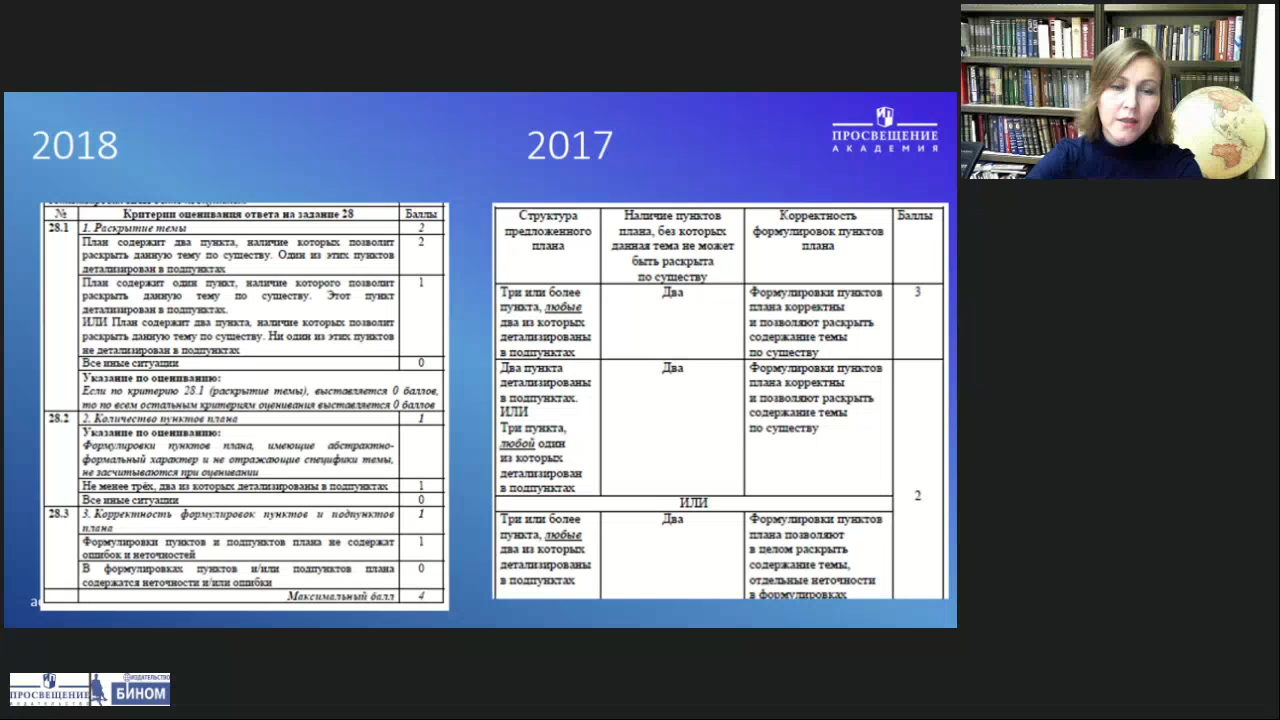 2018
2017
ПРОСВЕЩЕНИЕ
АКАДЕМИЯ
№ Критерии оценивания ответа на задание 28 Баллы
28.1 1. Раскрытие темы 2
План содержит два пункта, наличие которых позволит 2
раскрыть данную тему по существу. Один из этих пунктов
детализирован в подпунктах
План содержит один пункт, наличие которого позволит 1
раскрыть данную тему по существу. Этот пункт
детализирован в подпунктах.
ИЛИ План содержит два пункта, наличие которых позволит
раскрыть данную тему по существу. Ни один из этих пунктов
не детализирован в подпунктах
Все иные ситуации 0
Указание по оцениванию:
Если по критерию 28.1 (раскрытие темы), выставляется 0 баллов,
то по всем остальным критериям оценивания выставляется 0 баллов
28.2 2. Количество пунктов плана 1
Указание по оцениванию:
Формулировки пунктов плана, имеющие абстрактно-
формальный характер и не отражающие специфики темы,
не засчитываются при оценивании
Не менее трёх, два из которых детализированы в подпунктах 1
Все иные ситуации 0
28.3 3. Корректность формулировок пунктов и подпунктов 1
плана
Формулировки пунктов и подпунктов плана не содержат 1
ошибок и неточностей
В формулировках пунктов и/или подпунктов плана 0
содержатся неточности и/или ошибки
Максимальный балл 4
Структура
предложенного
плана
Наличие пунктов
плана, без которых
данная тема не может
быть раскрыта
по существу
Корректность
формулировок пунктов
плана
Баллы
Три или более
пункта, любые
два из которых
детализированы
в подпунктах
Два
Формулировки пунктов
плана корректны
и позволяют раскрыть
содержание темы
по существу
3
Два пункта
детализированы
в подпунктах.
ИЛИ
Три пункта,
любой один
из которых
детализирован
в подпунктах
Два
Формулировки пунктов
плана корректны
и позволяют раскрыть
содержание темы
по существу
2
ИЛИ
Три или более
пункта, любые
два из которых
детализированы
в подпунктах
Два
Формулировки пунктов
плана позволяют
в целом раскрыть
содержание темы,
отдельные неточности
в формулировках
ПРОСВЕЩЕНИЕ
ИЗДАТЕЛЬСТВО
ИЗДАТЕЛЬСТВО
БИНОМ